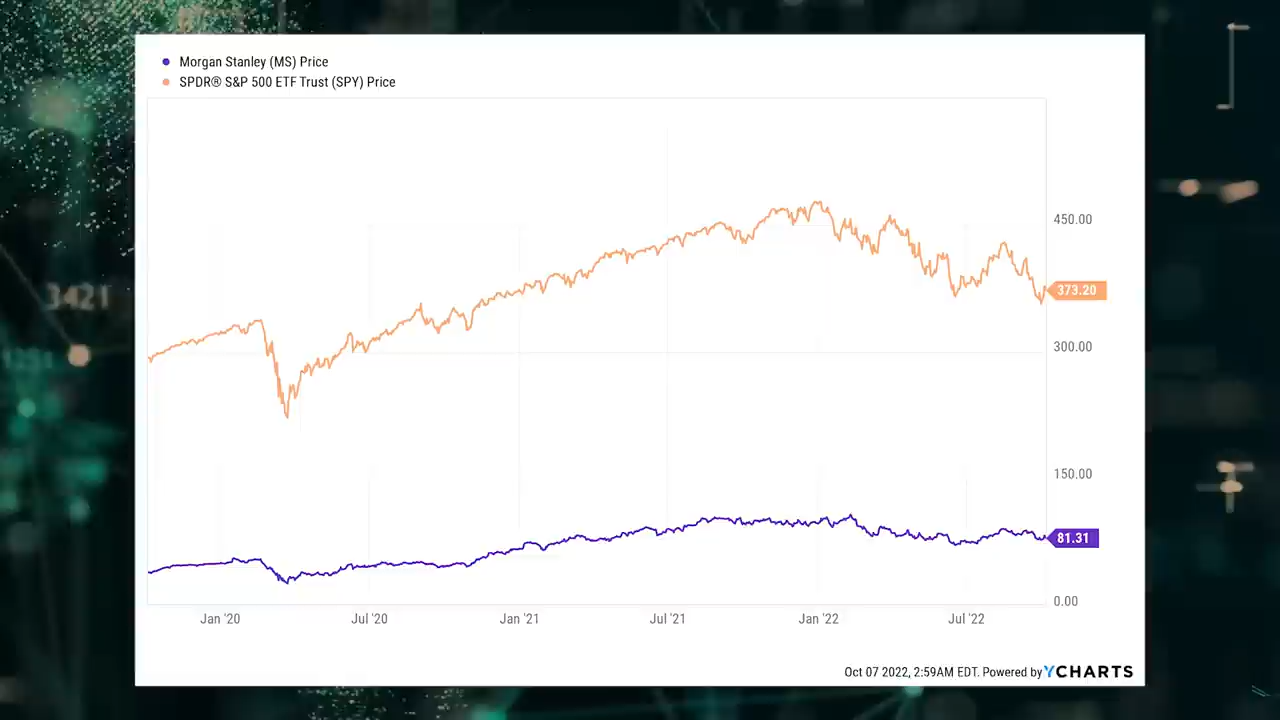 Morgan Stanley (MS) Price
SPDR® S&P 500 ETF Trust (SPY) Price
450.00
373.20
3421
300.00
150.00
81.31
0.00
Jan '20
Jul '20
Jan '21
Jul '21
Jan '22
Jul '22
Oct 07 2022, 2:59AM EDT. Powered by YCHARTS